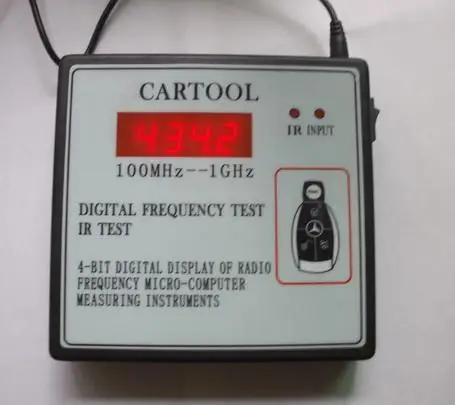 CARTOOL
4342
IR INPUT
100MHz--1GHz
DIGITAL FREQUENCY TEST
IR TEST
4-BIT DIGITAL DISPLAY OF RADIO
FREQUENCY MICRO-COMPUTER
MEASURING INSTRUMENTS